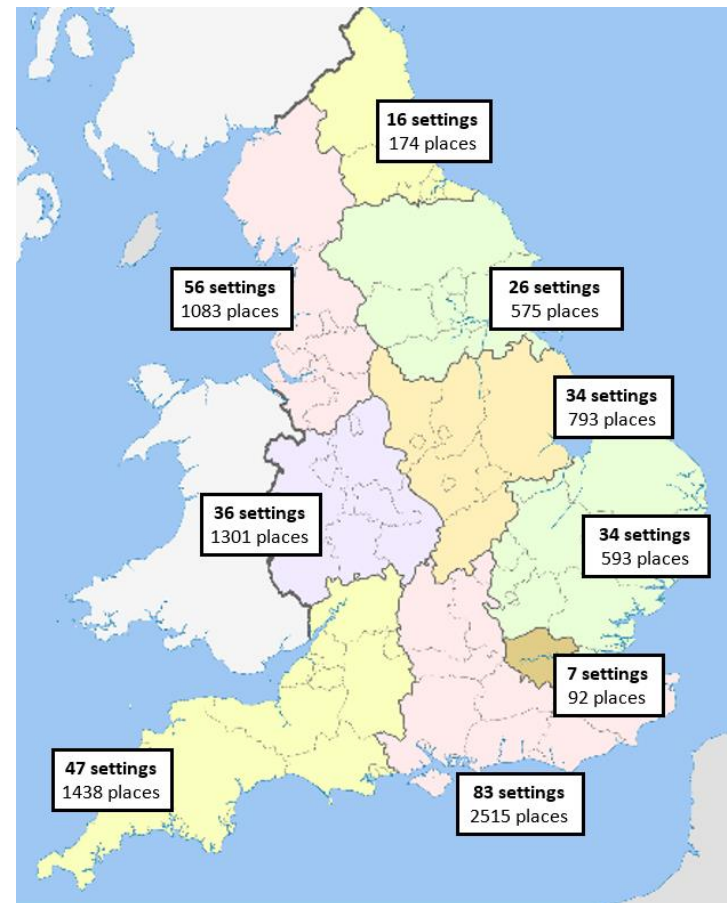 16 settings
174 places
56 settings
1083 places
26 settings
575 places
34 settings
793 places
36 settings
1301 places
34 settings
593 places
7 settings
92 places
47 settings
1438 places
83 settings
2515 places